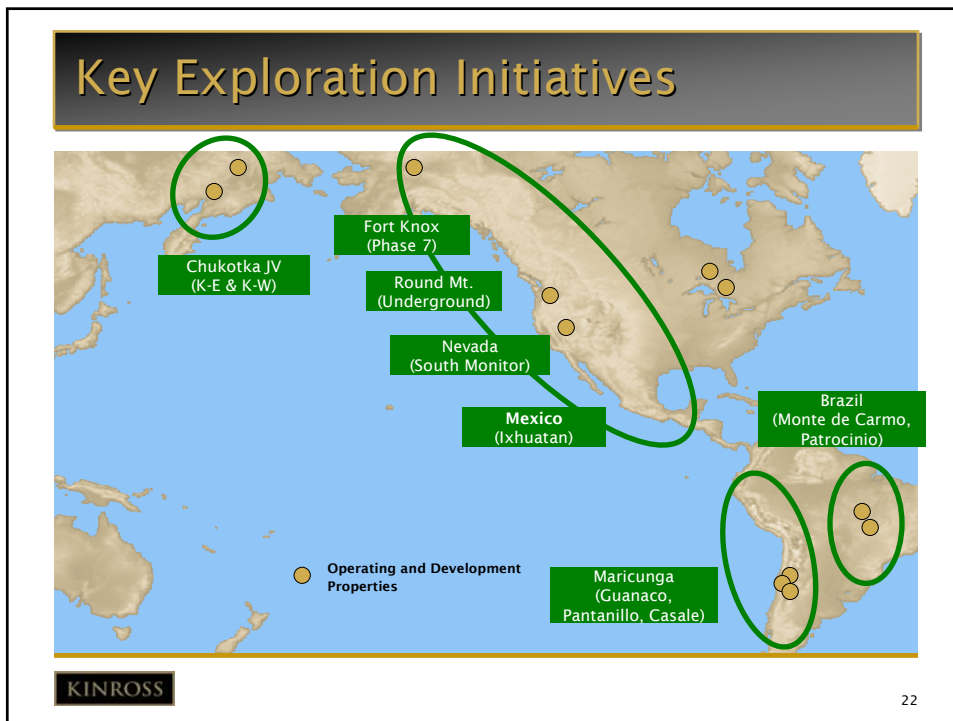 Key Exploration Initiatives
Fort Knox
(Phase 7)
Chukotka JV
(K-E & K-W)
Round Mt.
(Underground)
Nevada
(South Monitor)
Mexico
(Ixhuatan)
Brazil
(Monte de Carmo,
Patrocinio)
Operating and Development
Properties
Maricunga
(Guanaco,
Pantanillo, Casale)
KINROSS
22